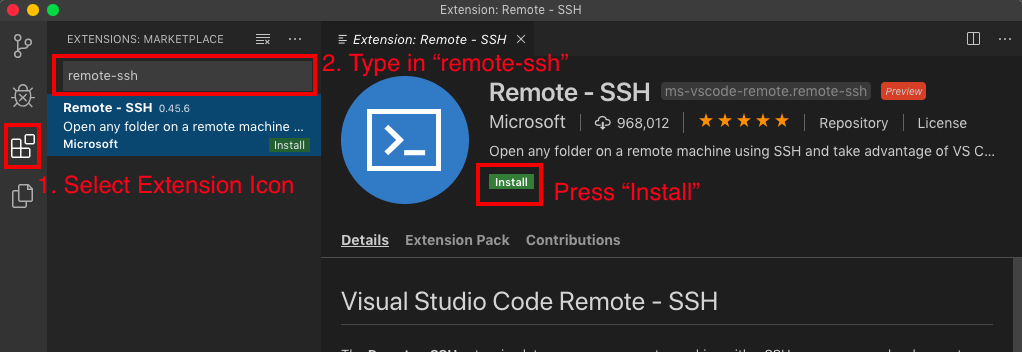 Extension: Remote - SSH
EXTENSIONS: MARKETPLACE
Extension: Remote - SSH
remote-ssh
2. Type in “remote-ssh”
Remote - SSH 0.45.6
Open any folder on a remote machine ...
Microsoft Install
1. Select Extension Icon
Remote - SSH ms-vscode-remote.remote-ssh Preview
Microsoft 968,012 Repository License
Open any folder on a remote machine using SSH and take advantage of VS C...
Install
Press “Install”
Details Extension Pack Contributions
Visual Studio Code Remote - SSH